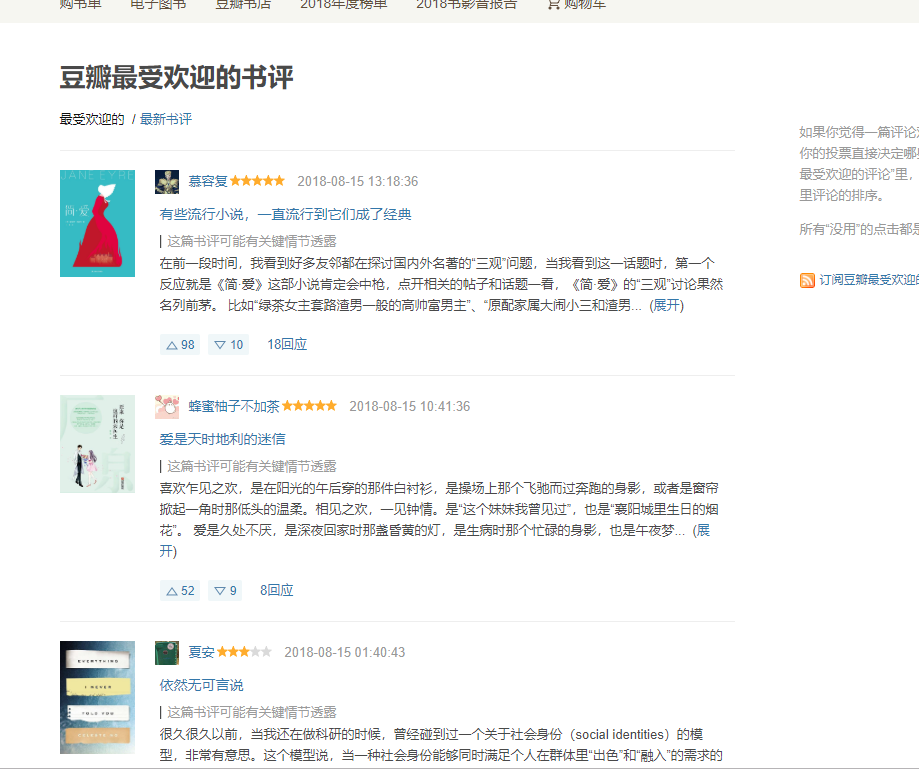 购书单 电子图书 豆瓣书店 2018年度榜单 2018书影音报告 购物车
豆瓣最受欢迎的书评
最受欢迎的 / 最新书评
JANE EYRE
简·爱
慕容复 2018-08-15 13:18:36
有些流行小说，一直流行到它们成了经典
| 这篇书评可能有关键情节透露
在前一段时间，我看到好多友邻都在探讨国内外名著的“三观”问题，当我看到这一话题时，第一个
反应就是《简·爱》这部小说肯定会中枪，点开相关的帖子和话题一看，《简·爱》的“三观”讨论果然
名列前茅。 比如“绿茶女主套路渣男一般的高帅富男主”、“原配家属大闹小三和渣男... (展开)
98 10 18回应
蜂蜜柚子不加茶 2018-08-15 10:41:36
爱是天时地利的迷信
| 这篇书评可能有关键情节透露
喜欢乍见之欢，是在阳光的午后穿的那件白衬衫，是操场上那个飞驰而过奔跑的身影，或者是窗帘
掀起一角时那低头的温柔。相见之欢，一见钟情。是“这个妹妹我曾见过”，也是“襄阳城里生日的烟
花”。 爱是久处不厌，是深夜回家时那盏昏黄的灯，是生病时那个忙碌的身影，也是午夜梦... (展
开)
52 9 8回应
EVERYTHING
I NEVER
TOLD YOU
CELESTE NG
夏安 2018-08-15 01:40:43
依然无可言说
| 这篇书评可能有关键情节透露
很久很久以前，当我还在做科研的时候，曾经碰到过一个关于社会身份（social identities）的模
型，非常有意思。这个模型说，当一种社会身份能够同时满足个人在群体里“出色”和“融入”的需求的
如果你觉得一篇评论
你的投票直接决定哪
最受欢迎的评论”里，
里评论的排序。
所有“没用”的点击都是
订阅豆瓣最受欢迎的